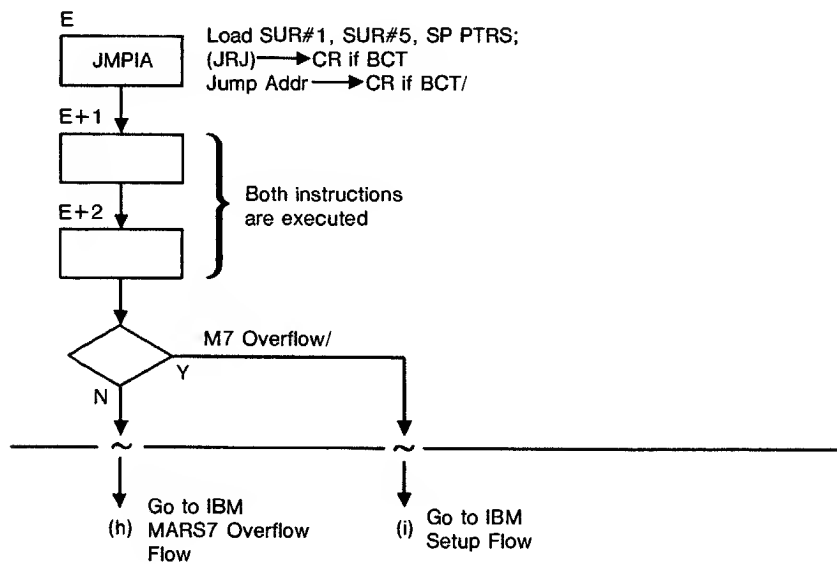 E
JMPIA
Load SUR#1, SUR#5, SP PTRS;
(JRJ) → CR if BCT
Jump Addr → CR if BCT/
E+1
E+2
Both instructions
are executed
M7 Overflow/
Y
N
~
~
(h)
Go to IBM
MARS7 Overflow
Flow
(i)
Go to IBM
Setup Flow